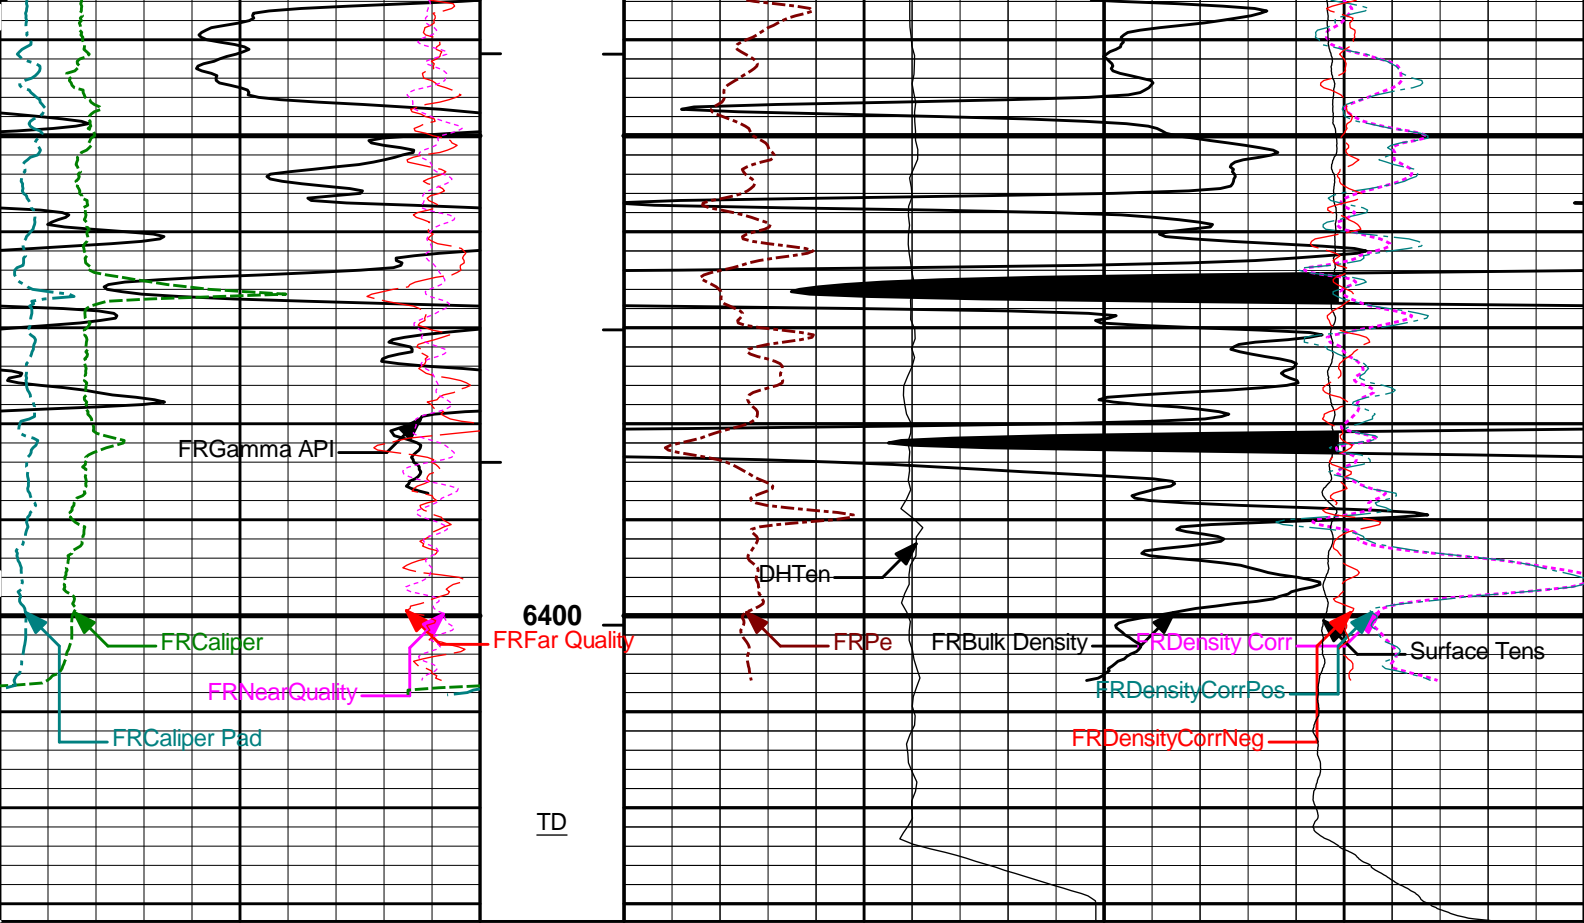 FRGamma API
DHTen
6400
FRCaliper
FRFar Quality
FRPe
FRBulk Density
FRDensity Corr
Surface Tens
FRNearQuality
FRDensityCorrPos
FRCaliper Pad
FRDensityCorrNeg
TD